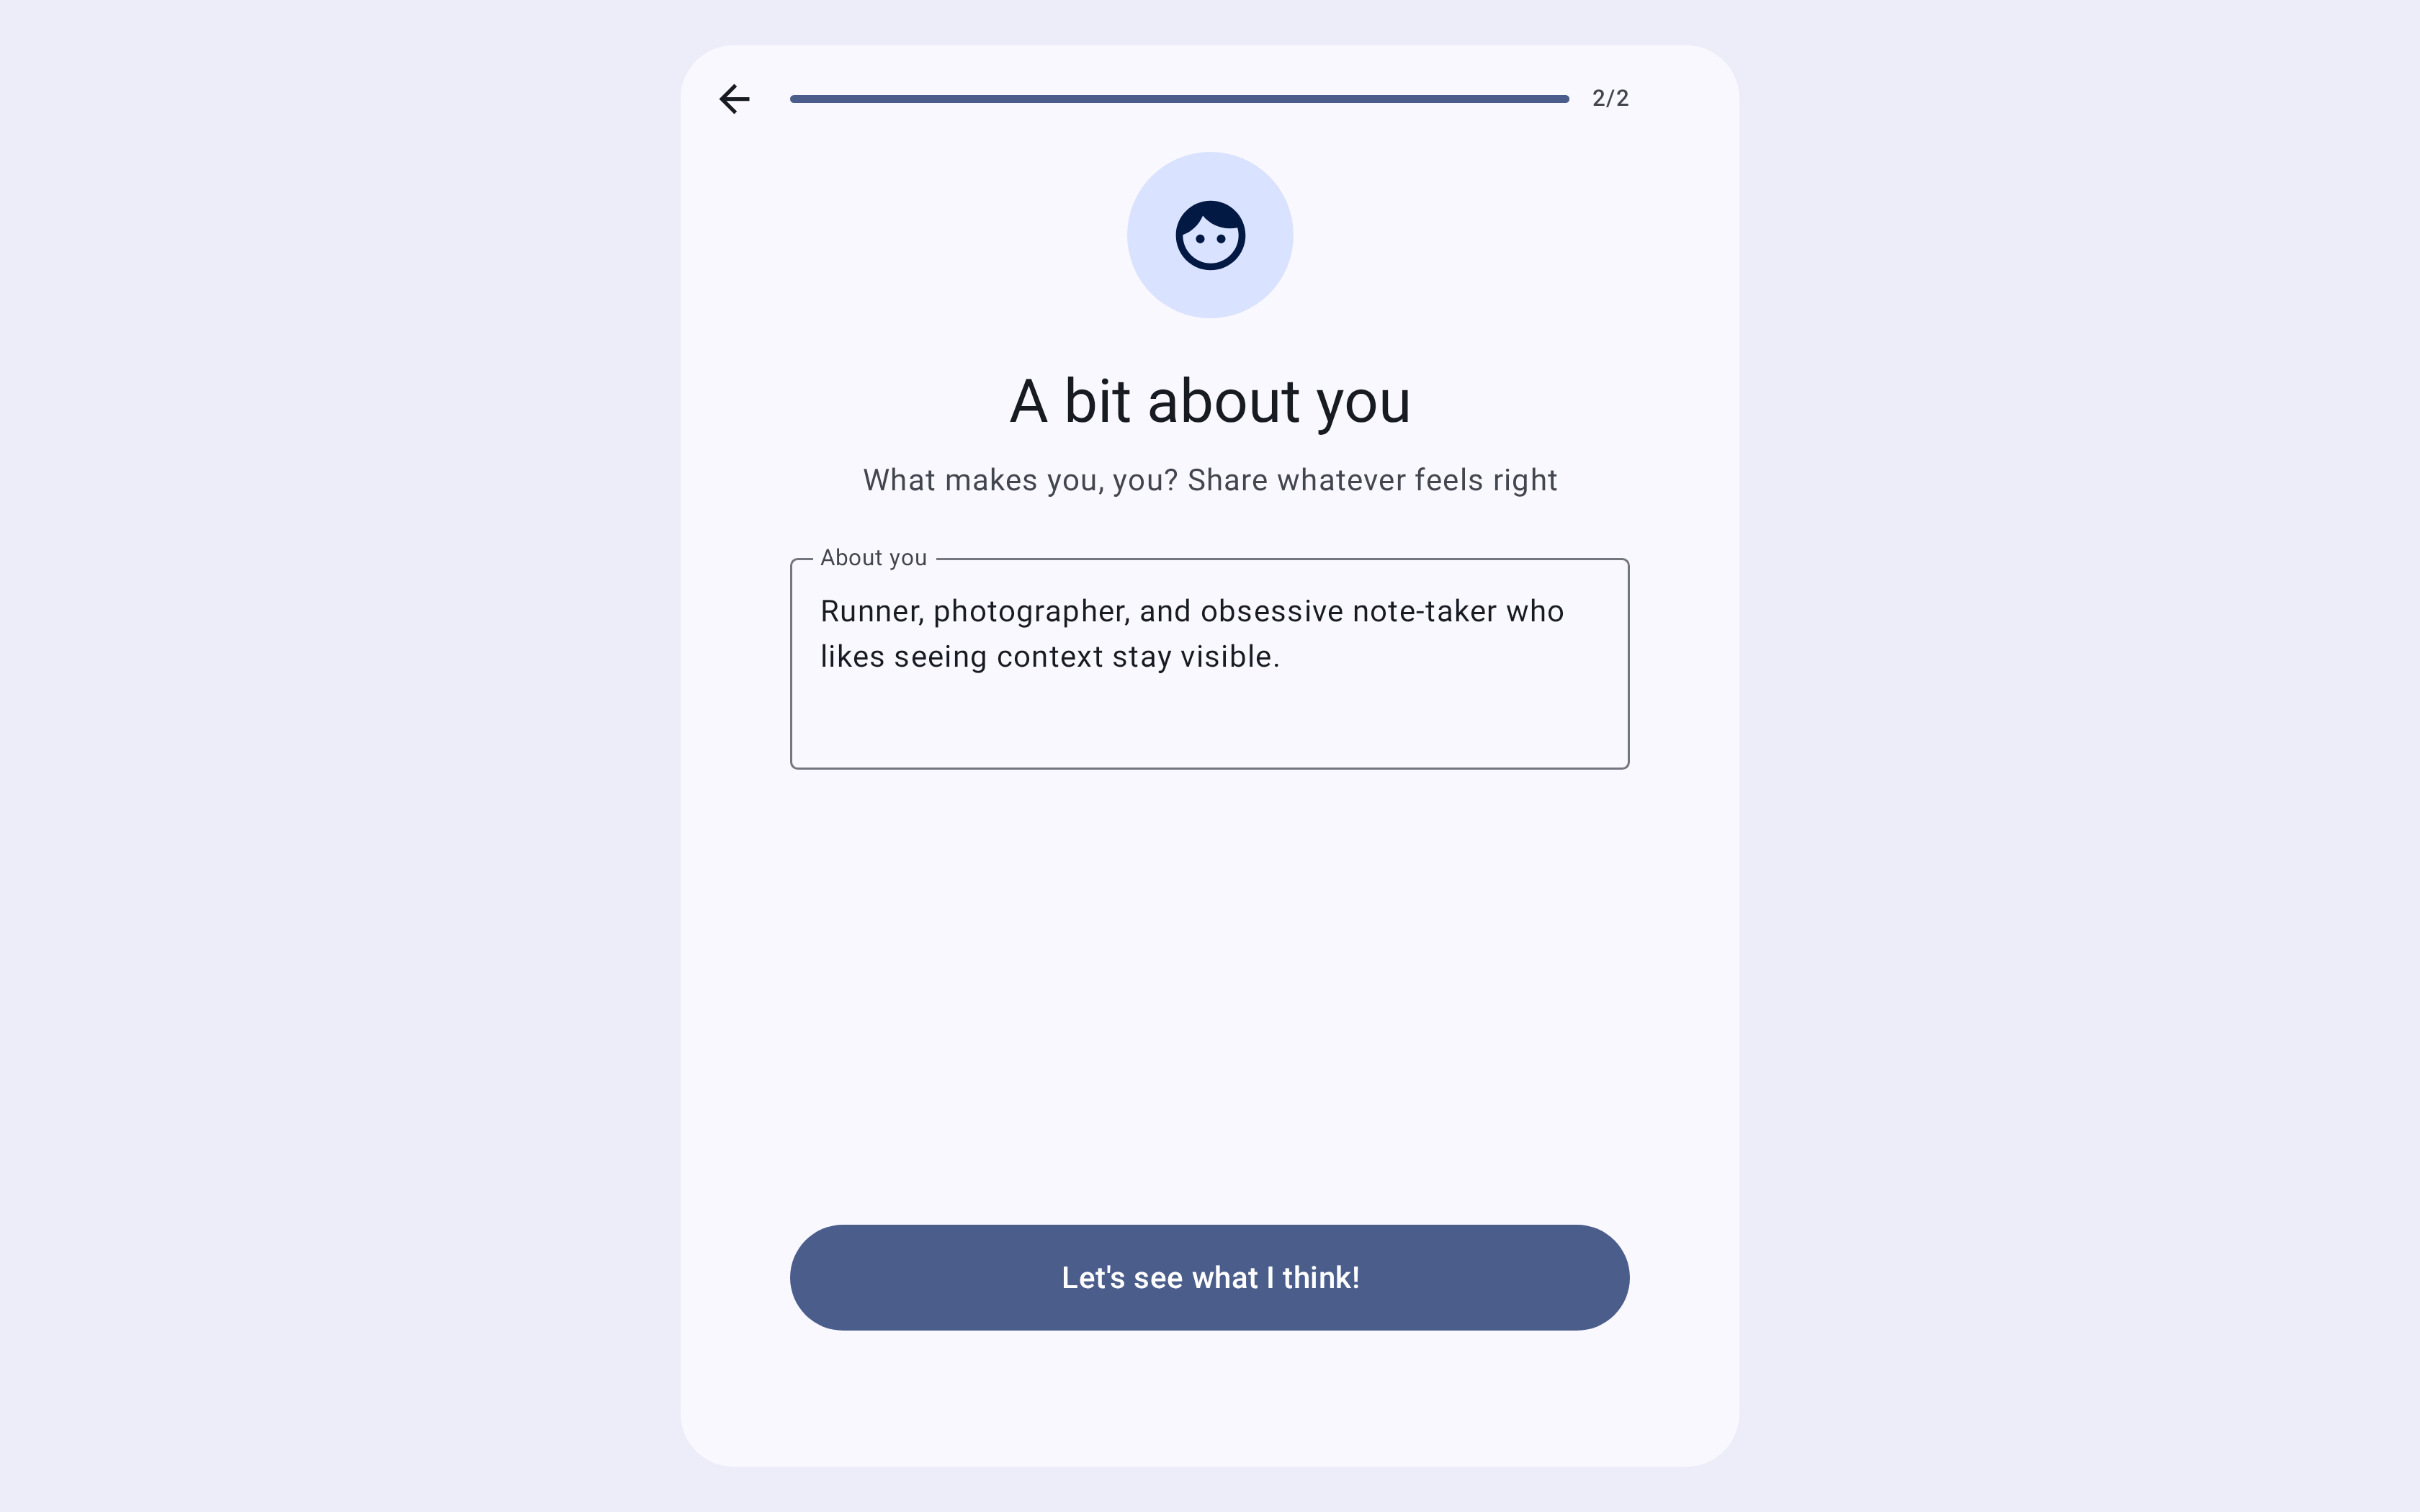 2/2
A bit about you
What makes you, you? Share whatever feels right
About you
Runner, photographer, and obsessive note-taker who
likes seeing context stay visible.
Let's see what I think!